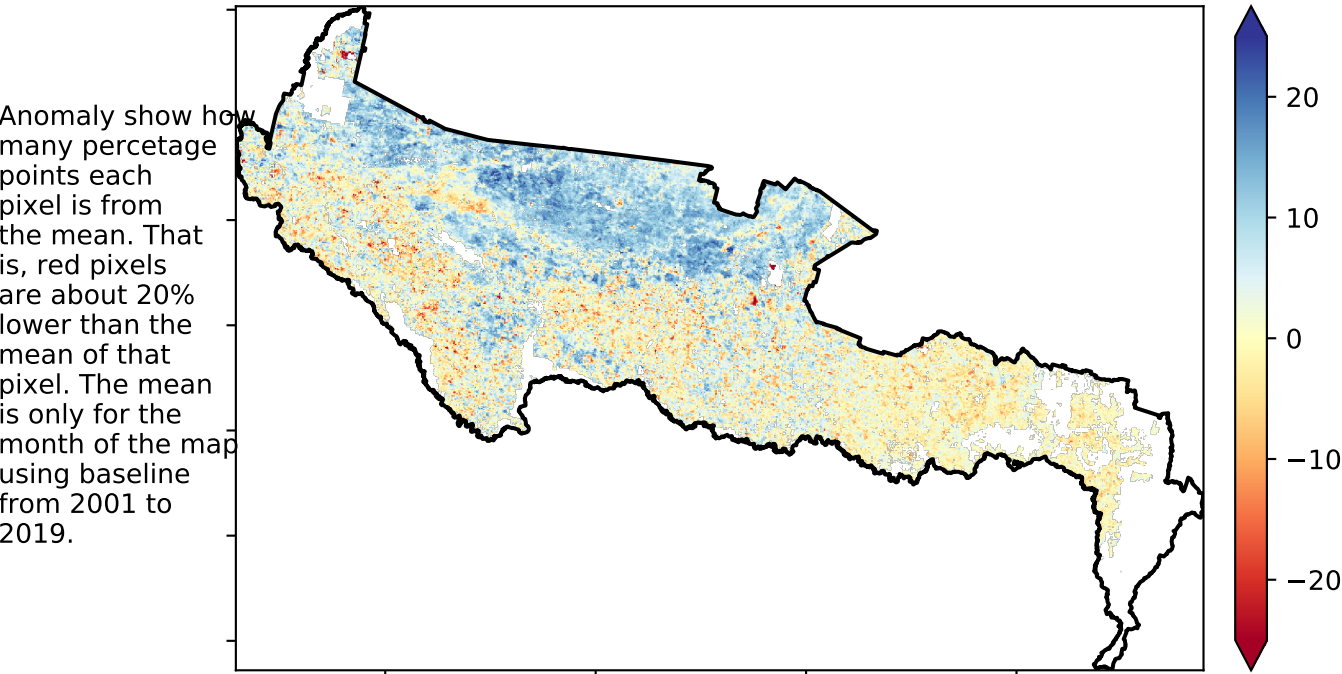 Anomaly show how
many percetage
points each
pixel is from
the mean. That
is, red pixels
are about 20%
lower than the
mean of that
pixel. The mean
is only for the
month of the map
using baseline
from 2001 to
2019.
20
10
0
−10
−20